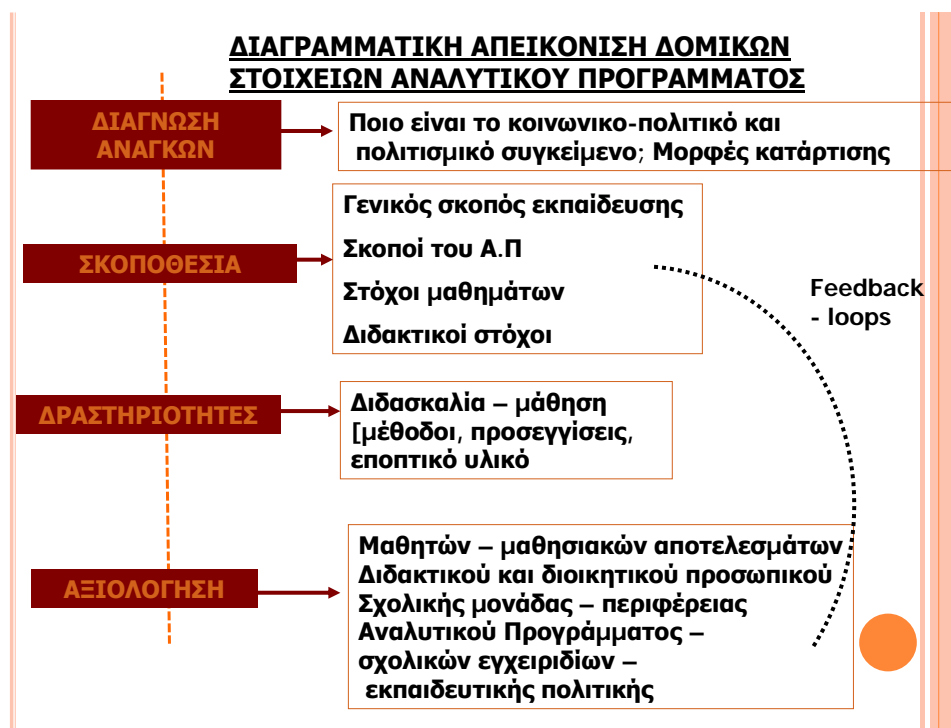 ΔΙΑΓΡΑΜΜΑΤΙΚΗ ΑΠΕΙΚΟΝΙΣΗ ΔΟΜΙΚΩΝ
ΣΤΟΙΧΕΙΩΝ ΑΝΑΛΥΤΙΚΟΥ ΠΡΟΓΡΑΜΜΑΤΟΣ
ΔΙΑΓΝΩΣΗ
ΑΝΑΓΚΩΝ
Ποιο είναι το κοινωνικο-πολιτικό και
πολιτισμικό συγκείμενο; Μορφές κατάρτισης
ΣΚΟΠΟΘΕΣΙΑ
Γενικός σκοπός εκπαίδευσης
Σκοποί του Α.Π
Στόχοι μαθημάτων
Διδακτικοί στόχοι
Feedback
- loops
ΔΡΑΣΤΗΡΙΟΤΗΤΕΣ
Διδασκαλία – μάθηση
[μέθοδοι, προσεγγίσεις,
εποπτικό υλικό
ΑΞΙΟΛΟΓΗΣΗ
Μαθητών – μαθησιακών αποτελεσμάτων
Διδακτικού και διοικητικού προσωπικού
Σχολικής μονάδας – περιφέρειας
Αναλυτικού Προγράμματος –
σχολικών εγχειριδίων –
εκπαιδευτικής πολιτικής